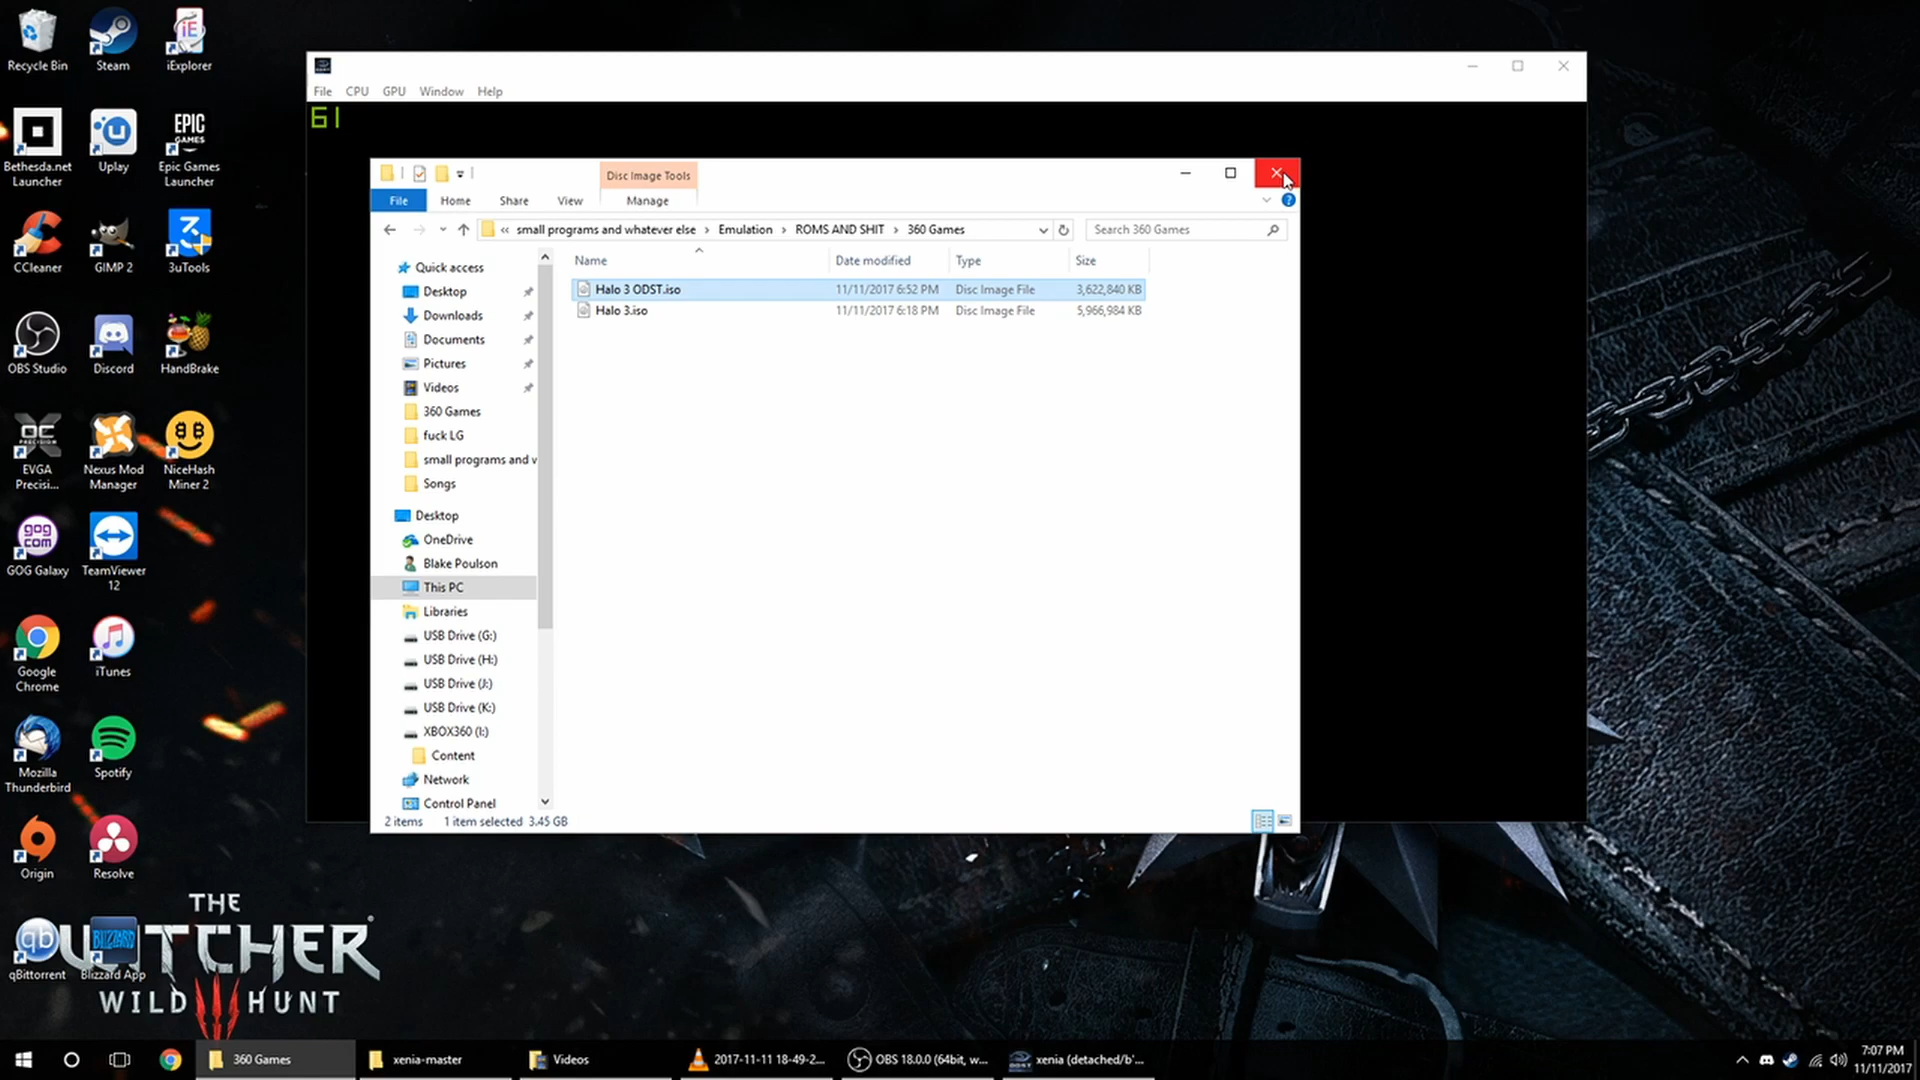 Recycle Bin
Steam
iExplorer
Bethesda.net
Launcher
Uplay
EPIC
GAMES
Epic Games
Launcher
CCleaner
GIMP 2
3uTools
OBS Studio
Discord
HandBrake
EVGA
Precisi...
Nexus Mod
Manager
NiceHash
Miner 2
gog
com
GOG Galaxy
TeamViewer
12
Google
Chrome
iTunes
Mozilla
Thunderbird
Spotify
Origin
Resolve
qBittorrent
Blizzard App
THE
WITCHER
WILD HUNT
File CPU GPU Window Help
61
Disc Image Tools
File Home Share View Manage
« small programs and whatever else › Emulation › ROMS AND SHIT › 360 Games
Search 360 Games
Name Date modified Type Size
Halo 3 ODST.iso 11/11/2017 6:52 PM Disc Image File 3,622,840 KB
Halo 3.iso 11/11/2017 6:18 PM Disc Image File 5,966,984 KB
Quick access
Desktop
Downloads
Documents
Pictures
Videos
360 Games
fuck LG
small programs and w
Songs
Desktop
OneDrive
Blake Poulson
This PC
Libraries
USB Drive (G:)
USB Drive (H:)
USB Drive (J:)
USB Drive (K:)
XBOX360 (I:)
Content
Network
Control Panel
2 items 1 item selected 3.45 GB
360 Games
xenia-master
Videos
2017-11-11 18-49-2...
OBS 18.0.0 (64bit, w...
xenia (detached/b'...
7:07 PM
11/11/2017